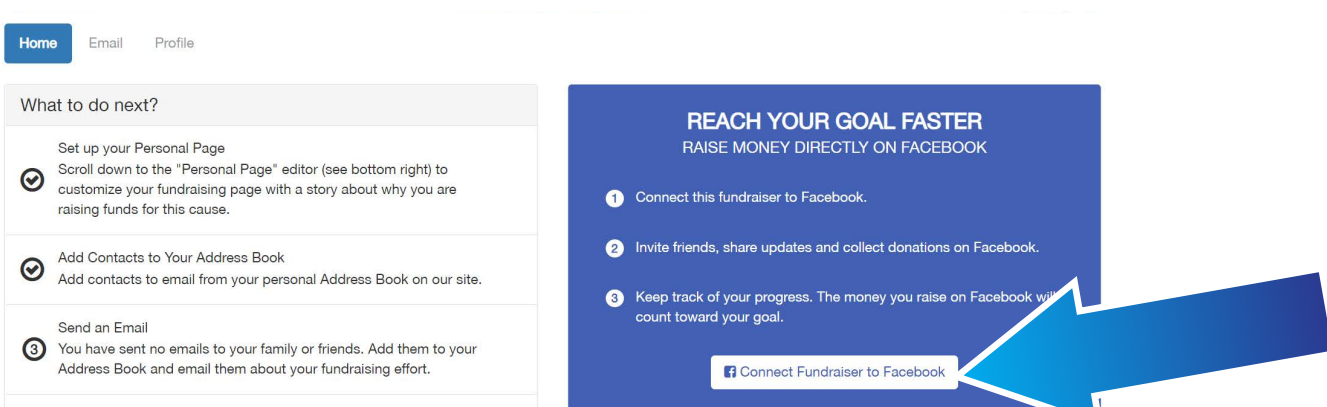 Home
Email
Profile
What to do next?
Set up your Personal Page
Scroll down to the "Personal Page" editor (see bottom right) to
customize your fundraising page with a story about why you are
raising funds for this cause.
Add Contacts to Your Address Book
Add contacts to email from your personal Address Book on our site.
3
Send an Email
You have sent no emails to your family or friends. Add them to your
Address Book and email them about your fundraising effort.
REACH YOUR GOAL FASTER
RAISE MONEY DIRECTLY ON FACEBOOK
1 Connect this fundraiser to Facebook.
2 Invite friends, share updates and collect donations on Facebook.
3 Keep track of your progress. The money you raise on Facebook
count toward your goal.
Connect Fundraiser to Facebook